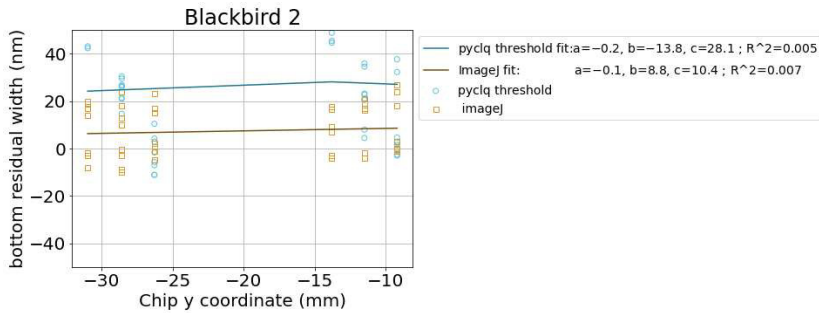 Blackbird 2
bottom residual width (nm)
40
20
0
−20
−40
−30
−25
−20
−15
−10
Chip y coordinate (mm)
pyclq threshold fit:a=−0.2, b=−13.8, c=28.1 ; R^2=0.005
ImageJ fit: a=−0.1, b=8.8, c=10.4 ; R^2=0.007
pyclq threshold
imageJ